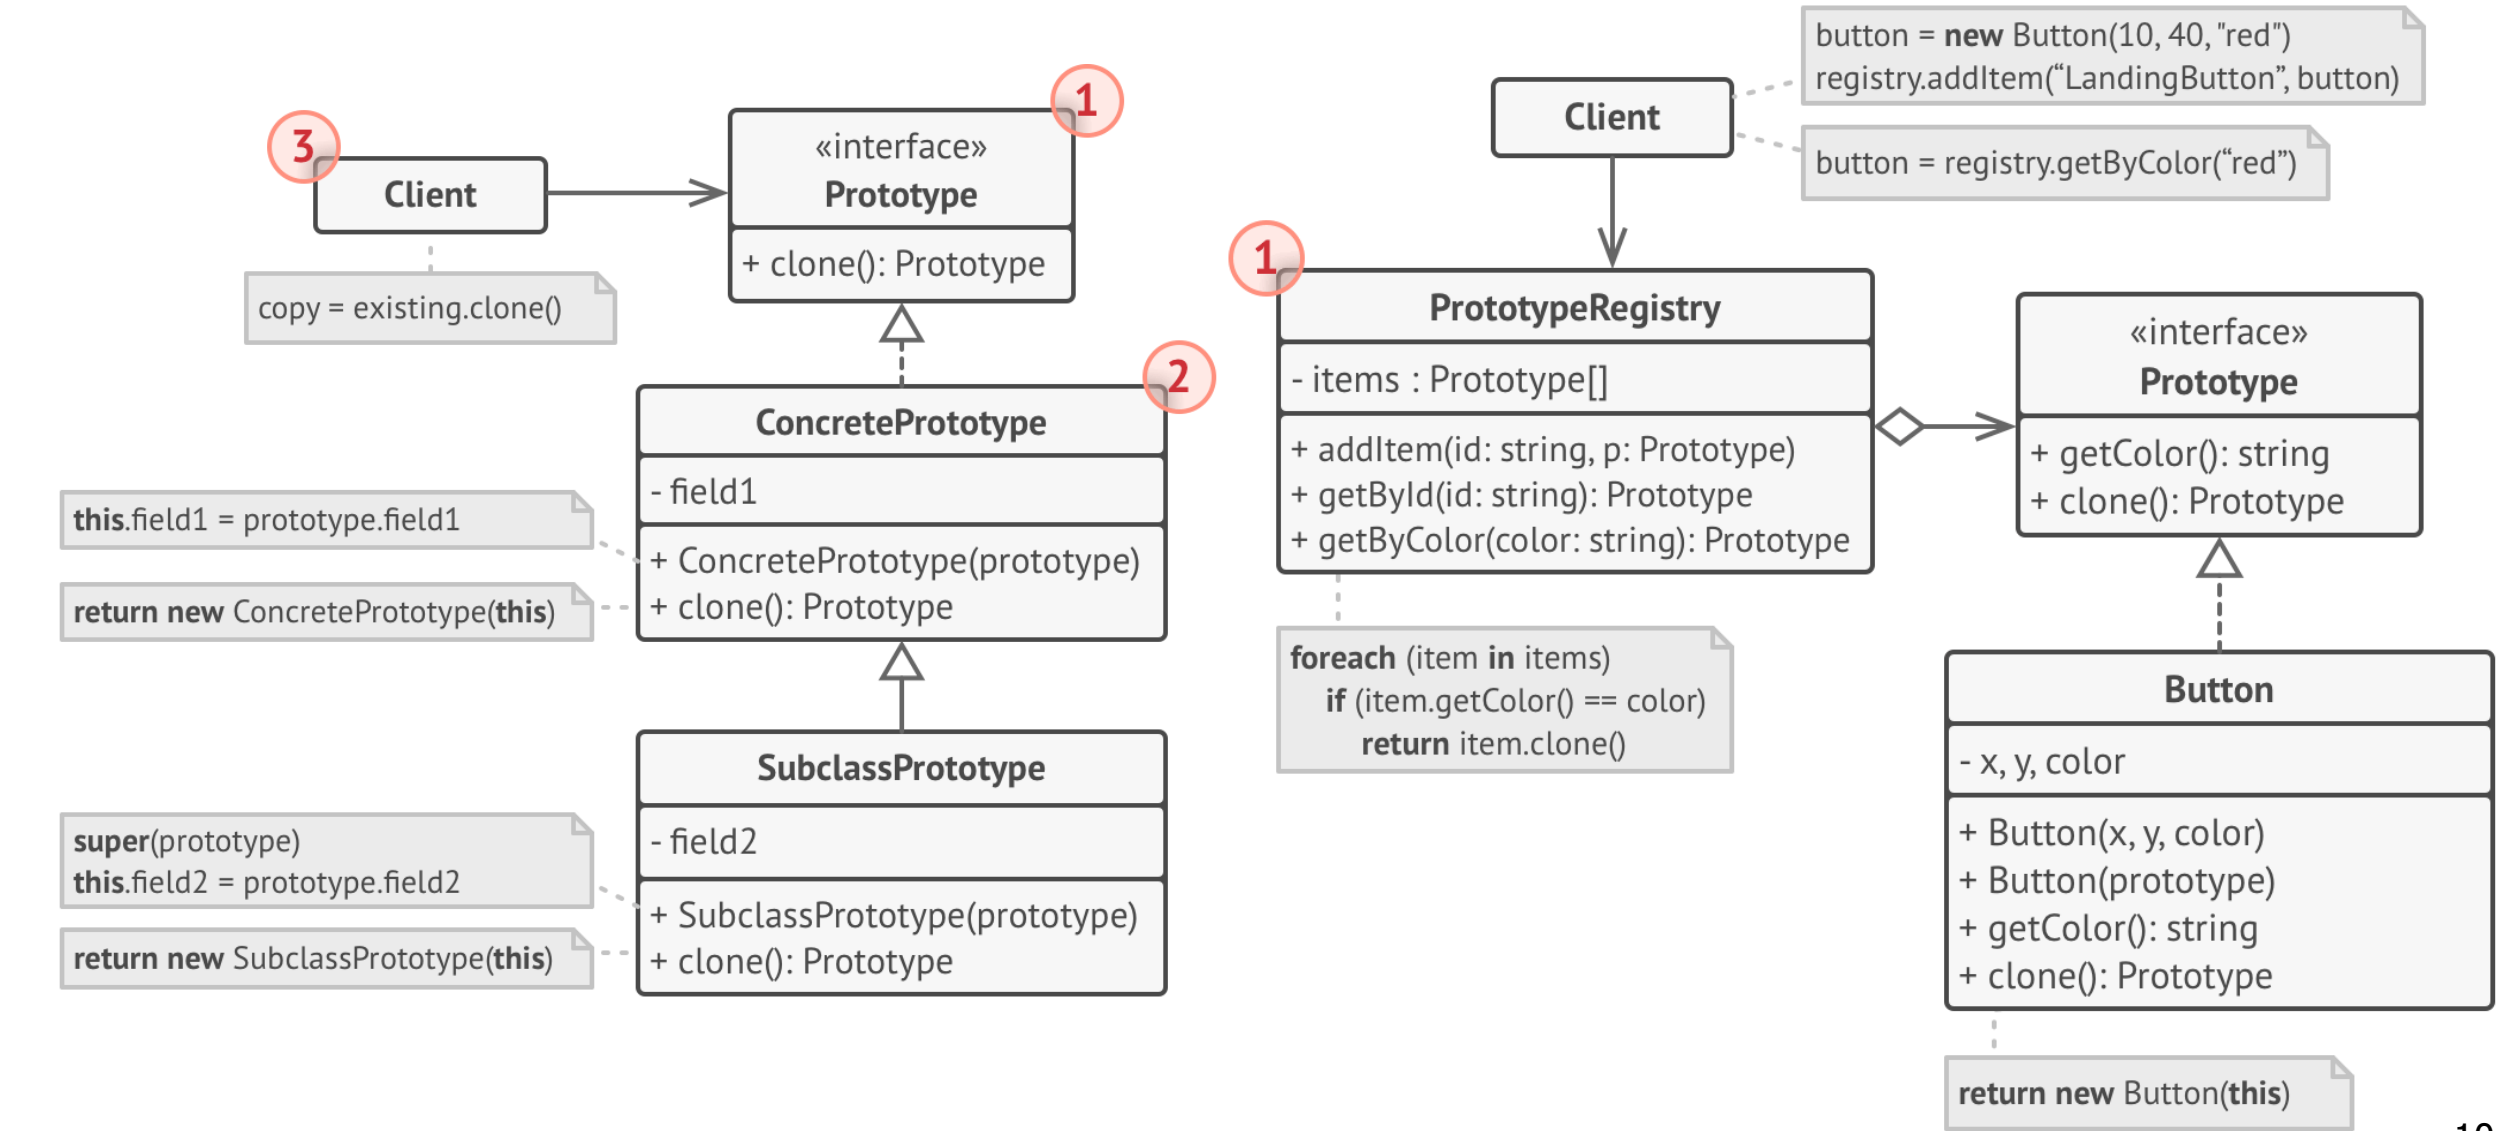 3
Client
copy = existing.clone()
1
«interface»
Prototype
+ clone(): Prototype
2
ConcretePrototype
- field1
+ ConcretePrototype(prototype)
+ clone(): Prototype
this.field1 = prototype.field1
return new ConcretePrototype(this)
SubclassPrototype
- field2
+ SubclassPrototype(prototype)
+ clone(): Prototype
super(prototype)
this.field2 = prototype.field2
return new SubclassPrototype(this)
Client
button = new Button(10, 40, "red")
registry.addItem(“LandingButton”, button)
button = registry.getByColor(“red”)
1
PrototypeRegistry
- items : Prototype[]
+ addItem(id: string, p: Prototype)
+ getById(id: string): Prototype
+ getByColor(color: string): Prototype
foreach (item in items)
if (item.getColor() == color)
return item.clone()
«interface»
Prototype
+ getColor(): string
+ clone(): Prototype
Button
- x, y, color
+ Button(x, y, color)
+ Button(prototype)
+ getColor(): string
+ clone(): Prototype
return new Button(this)